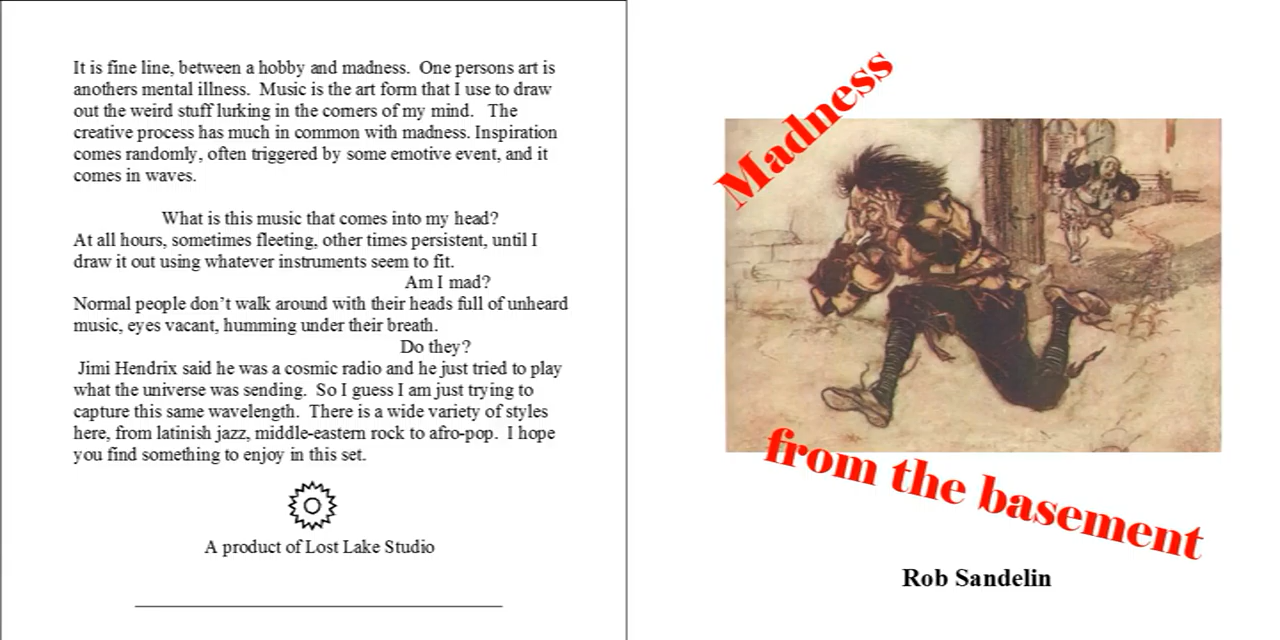 It is fine line, between a hobby and madness.  One persons art is
anothers mental illness.  Music is the art form that I use to draw
out the weird stuff lurking in the corners of my mind.   The
creative process has much in common with madness. Inspiration
comes randomly, often triggered by some emotive event, and it
comes in waves.
What is this music that comes into my head?
At all hours, sometimes fleeting, other times persistent, until I
draw it out using whatever instruments seem to fit.
Am I mad?
Normal people don’t walk around with their heads full of unheard
music, eyes vacant, humming under their breath.
Do they?
Jimi Hendrix said he was a cosmic radio and he just tried to play
what the universe was sending.  So I guess I am just trying to
capture this same wavelength.  There is a wide variety of styles
here, from latinish jazz, middle-eastern rock to afro-pop.  I hope
you find something to enjoy in this set.
A product of Lost Lake Studio
Madness
from the basement
Rob Sandelin